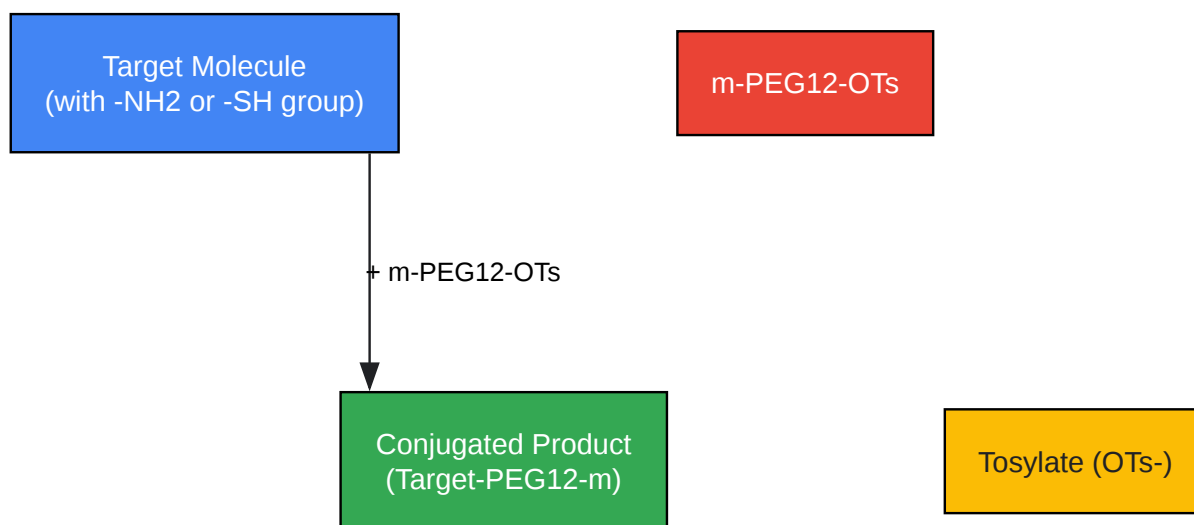 Target Molecule
(with -NH2 or -SH group)
m-PEG12-OTs
+ m-PEG12-OTs
Conjugated Product
(Target-PEG12-m)
Tosylate (OTs-)